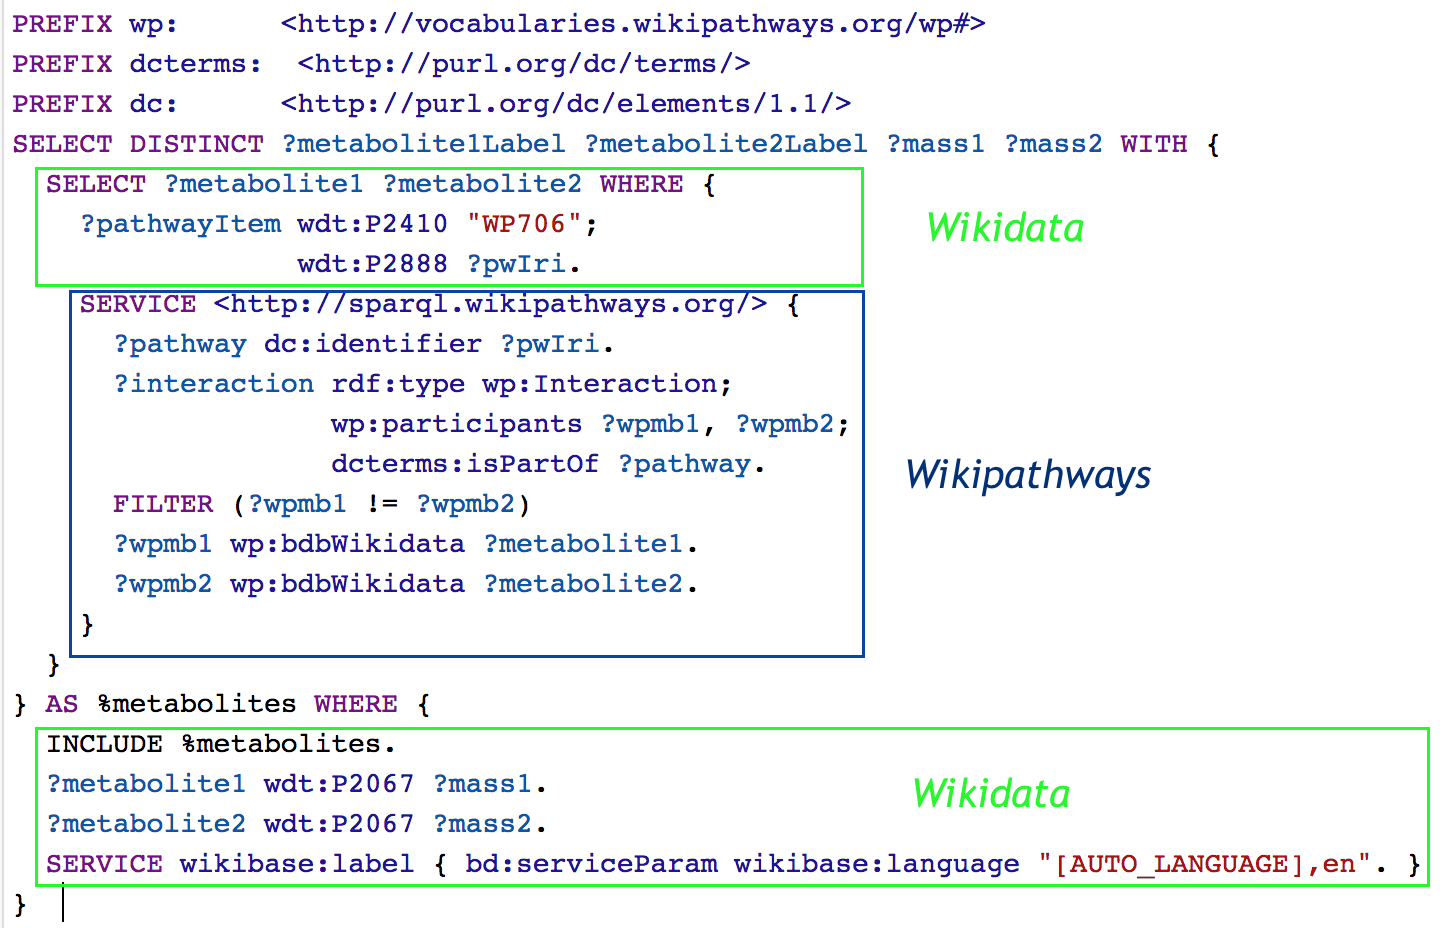 PREFIX wp:      <http://vocabularies.wikipathways.org/wp#>
PREFIX dcterms:  <http://purl.org/dc/terms/>
PREFIX dc:      <http://purl.org/dc/elements/1.1/>
SELECT DISTINCT ?metabolite1Label ?metabolite2Label ?mass1 ?mass2 WITH {
  SELECT ?metabolite1 ?metabolite2 WHERE {
    ?pathwayItem wdt:P2410 "WP706";
                 wdt:P2888 ?pwIri.
Wikidata
    SERVICE <http://sparql.wikipathways.org/> {
      ?pathway dc:identifier ?pwIri.
      ?interaction rdf:type wp:Interaction;
                   wp:participants ?wpmb1, ?wpmb2;
                   dcterms:isPartOf ?pathway.
      FILTER (?wpmb1 != ?wpmb2)
      ?wpmb1 wp:bdbWikidata ?metabolite1.
      ?wpmb2 wp:bdbWikidata ?metabolite2.
    }
Wikipathways
  }
} AS %metabolites WHERE {
  INCLUDE %metabolites.
  ?metabolite1 wdt:P2067 ?mass1.
  ?metabolite2 wdt:P2067 ?mass2.
Wikidata
  SERVICE wikibase:label { bd:serviceParam wikibase:language "[AUTO_LANGUAGE],en". }
}